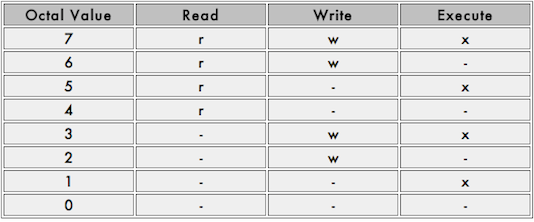 Octal Value Read Write Execute
7 r w x
6 r w -
5 r - x
4 r - -
3 - w x
2 - w -
1 - - x
0 - - -